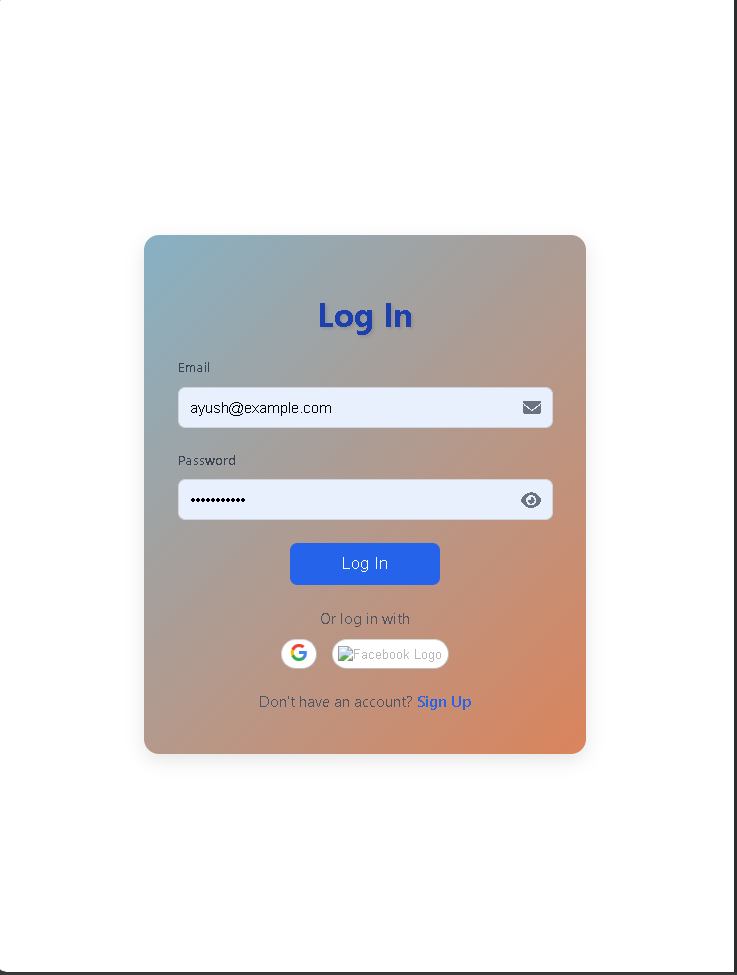 Log In
Email
ayush@example.com
Password
•••••••••••
Log In
Or log in with
Facebook Logo
Don't have an account? Sign Up